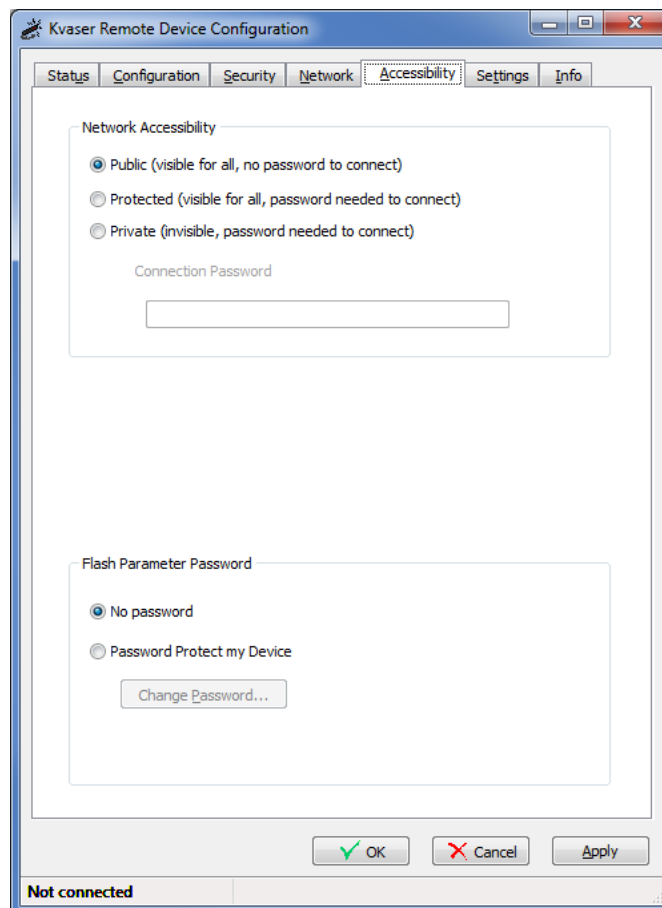 Kvaser Remote Device Configuration
Status Configuration Security Network Accessibility Settings Info
Network Accessibility
Public (visible for all, no password to connect)
Protected (visible for all, password needed to connect)
Private (invisible, password needed to connect)
Connection Password
Flash Parameter Password
No password
Password Protect my Device
Change Password...
OK Cancel Apply
Not connected